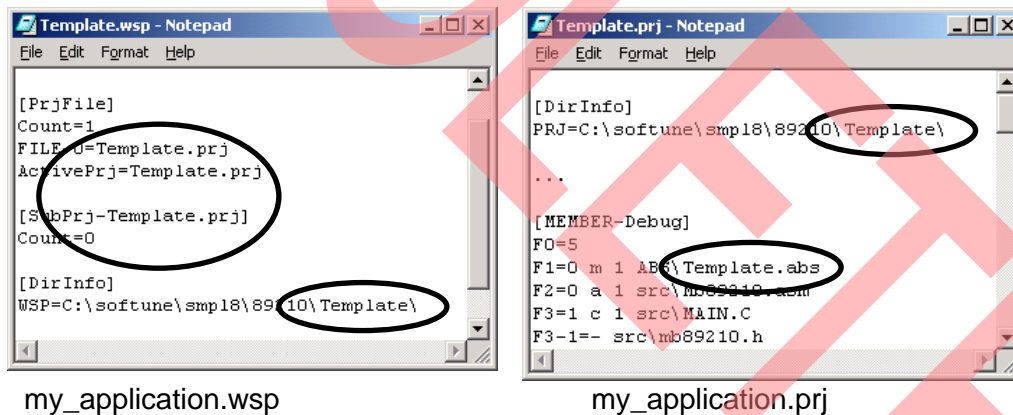 Template.wsp - Notepad
File Edit Format Help
[PrjFile]
Count=1
FILE-0=Template.prj
ActivePrj=Template.prj
[SubPrj-Template.prj]
Count=0
[DirInfo]
WSP=C:\softune\smpl8\89210\Template\
my_application.wsp
Template.prj - Notepad
File Edit Format Help
[DirInfo]
PRJ=C:\softune\smpl8\89210\Template\
...
[MEMBER-Debug]
F0=5
F1=0 m 1 ABS\Template.abs
F2=0 a 1 src\Mb89210.asm
F3=1 c 1 src\MAIN.C
F3-1=- src\mb89210.h
my_application.prj